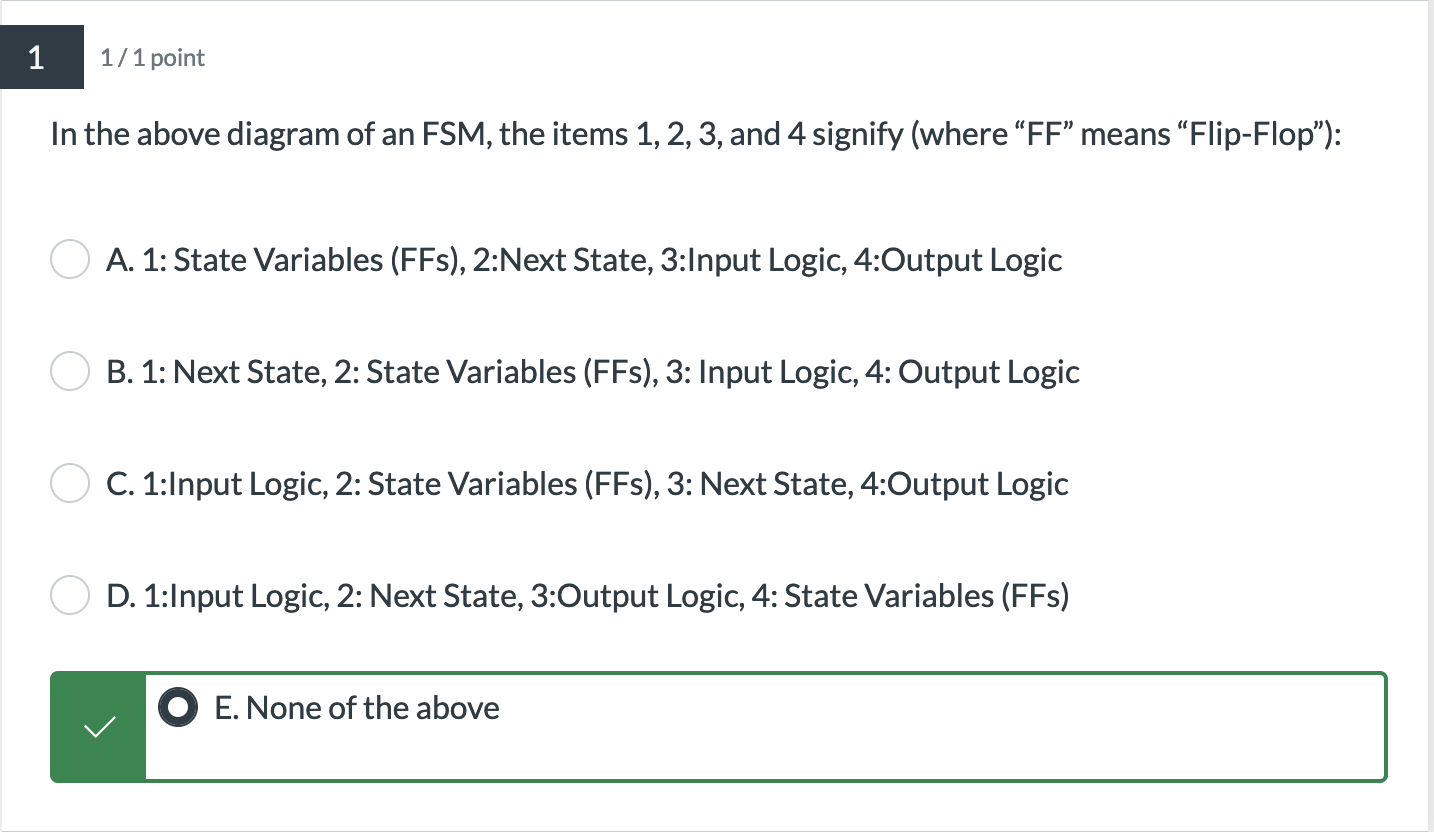 1
1 / 1 point
In the above diagram of an FSM, the items 1, 2, 3, and 4 signify (where “FF” means “Flip-Flop”):
A. 1: State Variables (FFs), 2:Next State, 3:Input Logic, 4:Output Logic
B. 1: Next State, 2: State Variables (FFs), 3: Input Logic, 4: Output Logic
C. 1:Input Logic, 2: State Variables (FFs), 3: Next State, 4:Output Logic
D. 1:Input Logic, 2: Next State, 3:Output Logic, 4: State Variables (FFs)
E. None of the above